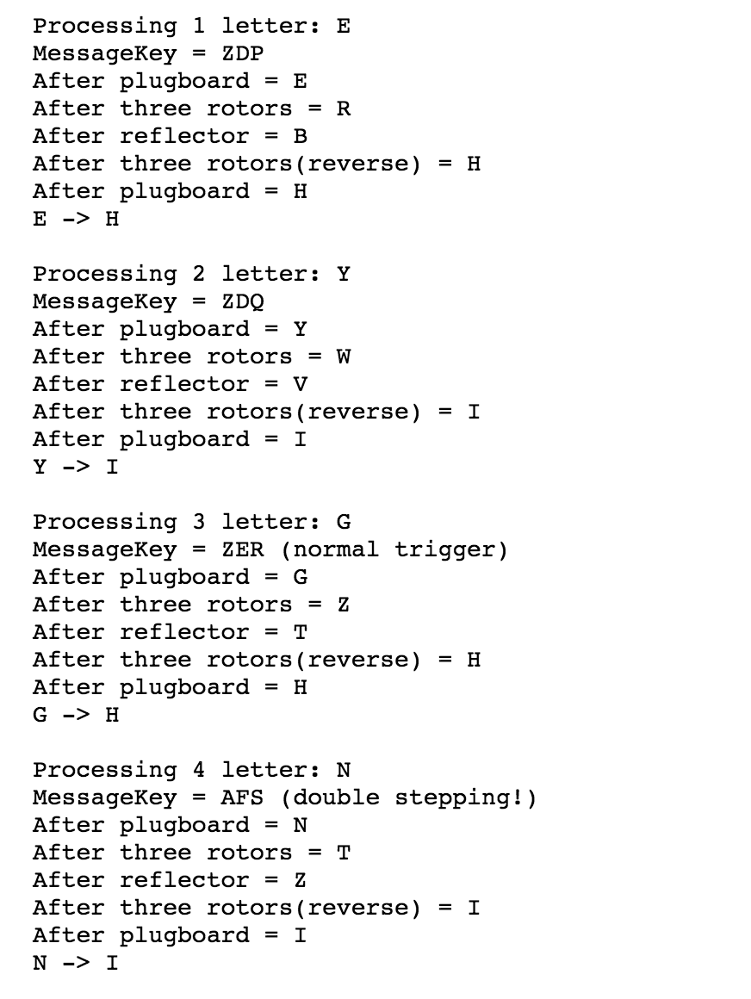 Processing 1 letter: E
MessageKey = ZDP
After plugboard = E
After three rotors = R
After reflector = B
After three rotors(reverse) = H
After plugboard = H
E -> H
Processing 2 letter: Y
MessageKey = ZDQ
After plugboard = Y
After three rotors = W
After reflector = V
After three rotors(reverse) = I
After plugboard = I
Y -> I
Processing 3 letter: G
MessageKey = ZER (normal trigger)
After plugboard = G
After three rotors = Z
After reflector = T
After three rotors(reverse) = H
After plugboard = H
G -> H
Processing 4 letter: N
MessageKey = AFS (double stepping!)
After plugboard = N
After three rotors = T
After reflector = Z
After three rotors(reverse) = I
After plugboard = I
N -> I